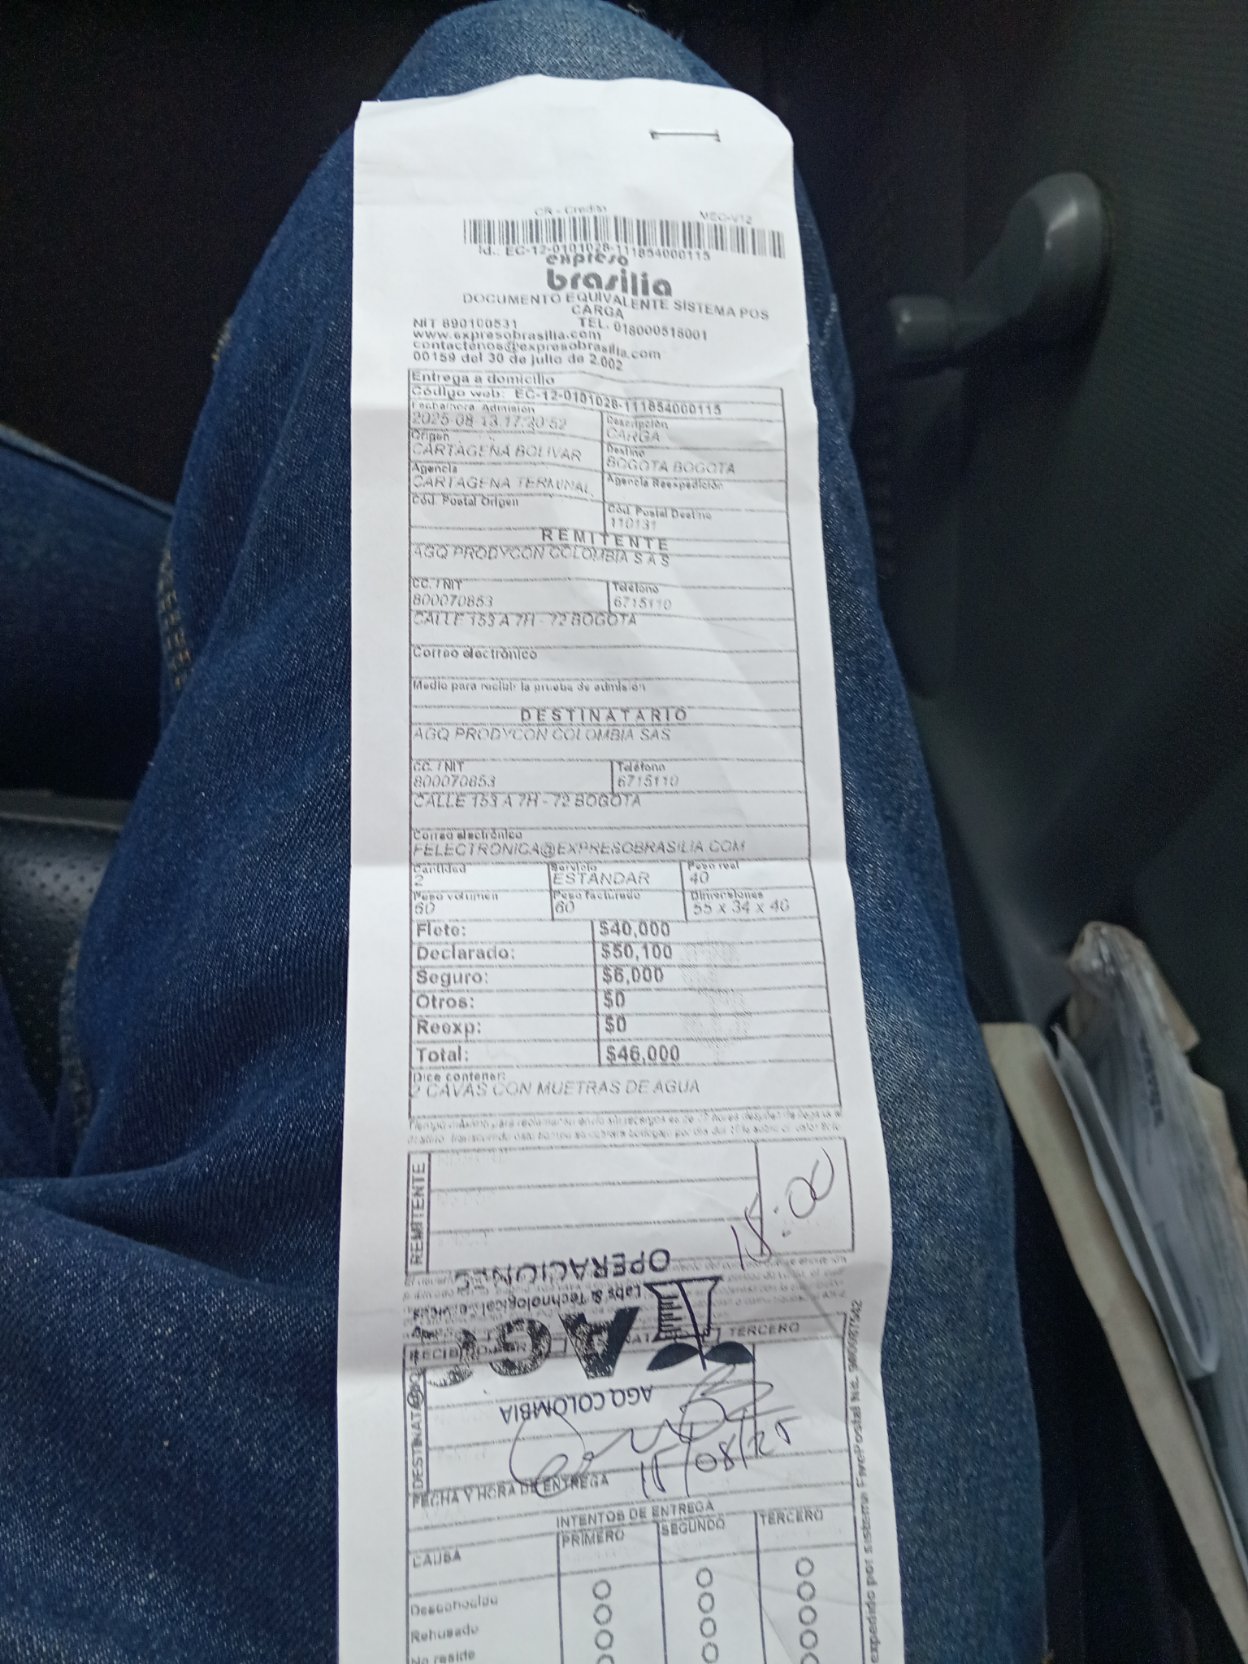 CR - Credito MEC-V12
Id.: EC-12-0101028-111854000115
expreso
brasilia
DOCUMENTO EQUIVALENTE SISTEMA POS
CARGA
NIT 890100531 TEL. 018000518001
www.expresobrasilia.com
contactenos@expresobrasilia.com
00159 del 30 de julio de 2.002
Entrega a domicilio
Código web: EC-12-0101028-111854000115
Fecha/hora Admisión Descripción
2025-08-13 17:20:52 CARGA
Origen Destino
CARTAGENA BOLIVAR BOGOTA BOGOTA
Agencia Agencia Reexpedición
CARTAGENA TERMINAL
Cód. Postal Origen Cód. Postal Destino
110131
REMITENTE
AGQ PRODYCON COLOMBIA S A S
CC. / NIT Teléfono
800070853 6715110
CALLE 153 A 7H - 72 BOGOTA
Correo electrónico
Medio para recibir la prueba de admisión
DESTINATARIO
AGQ PRODYCON COLOMBIA SAS
CC. / NIT Teléfono
800070853 6715110
CALLE 153 A 7H - 72 BOGOTA
Correo electrónico
FELECTRONICA@EXPRESOBRASILIA.COM
Cantidad Servicio Peso real
2 ESTANDAR 40
Peso volumen Peso facturado Dimensiones
60 60 55 x 34 x 40
Flete: $40,000
Declarado: $50,100
Seguro: $6,000
Otros: $0
Reexp: $0
Total: $46,000
Dice contener:
2 CAVAS CON MUETRAS DE AGUA
REMITENTE
OPERACIONES
Labs & Technological
AGQ
TERCERO
AGQ COLOMBIA
FECHA Y HORA DE ENTREGA
INTENTOS DE ENTREGA
CAUSA PRIMERO SEGUNDO TERCERO
Desconocido
Rehusado
No reside